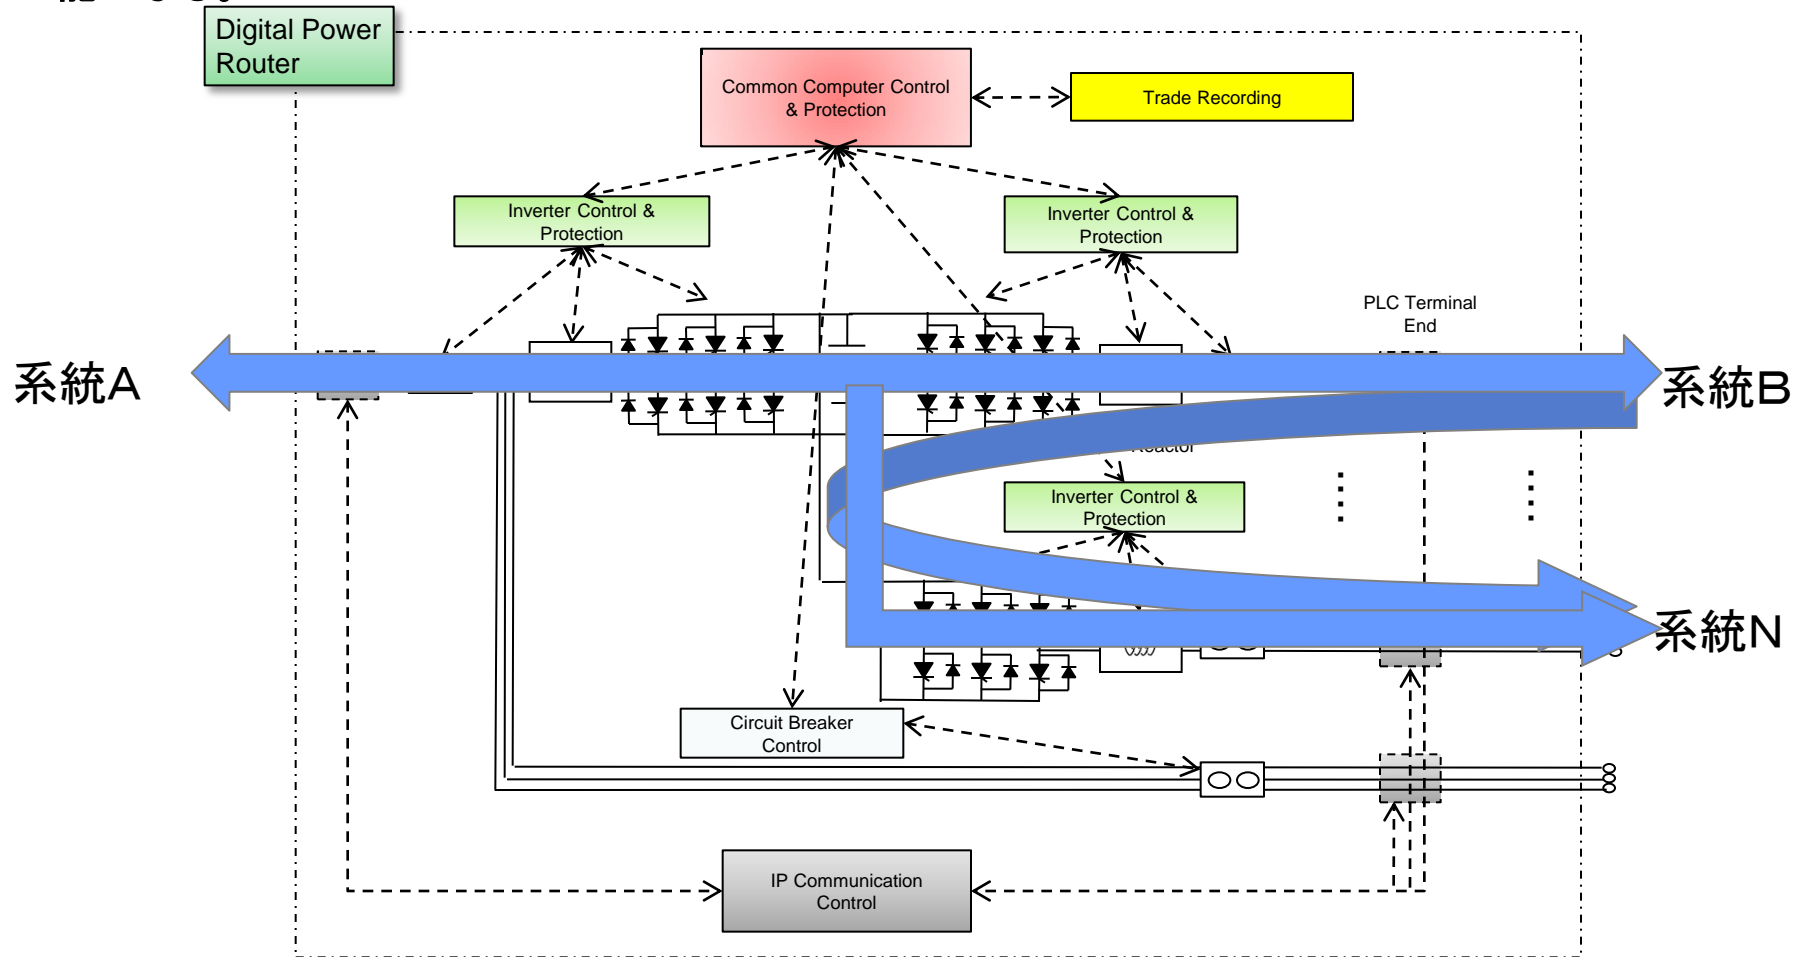 Digital Power
Router
Common Computer Control
& Protection
Trade Recording
Inverter Control &
Protection
Inverter Control &
Protection
PLC Terminal
End
系統A
系統B
Reactor
Inverter Control &
Protection
系統N
Circuit Breaker
Control
IP Communication
Control